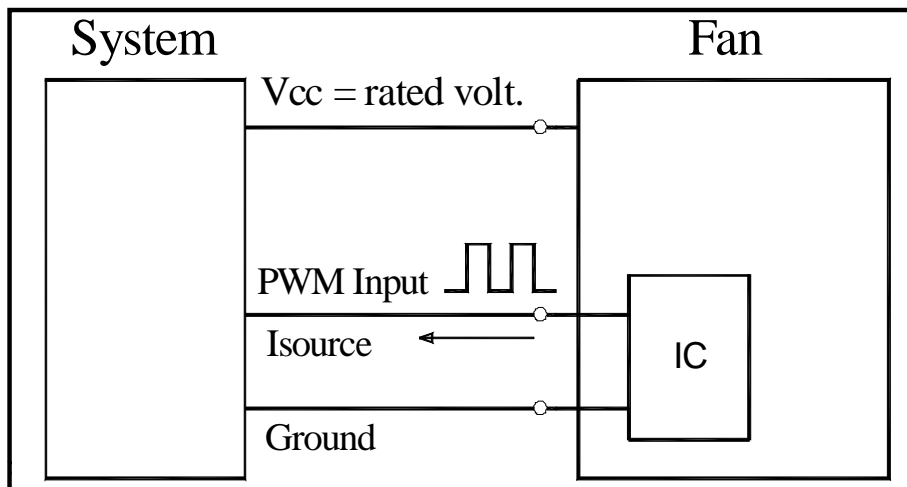 System
Fan
Vcc = rated volt.
PWM Input
Isource
IC
Ground